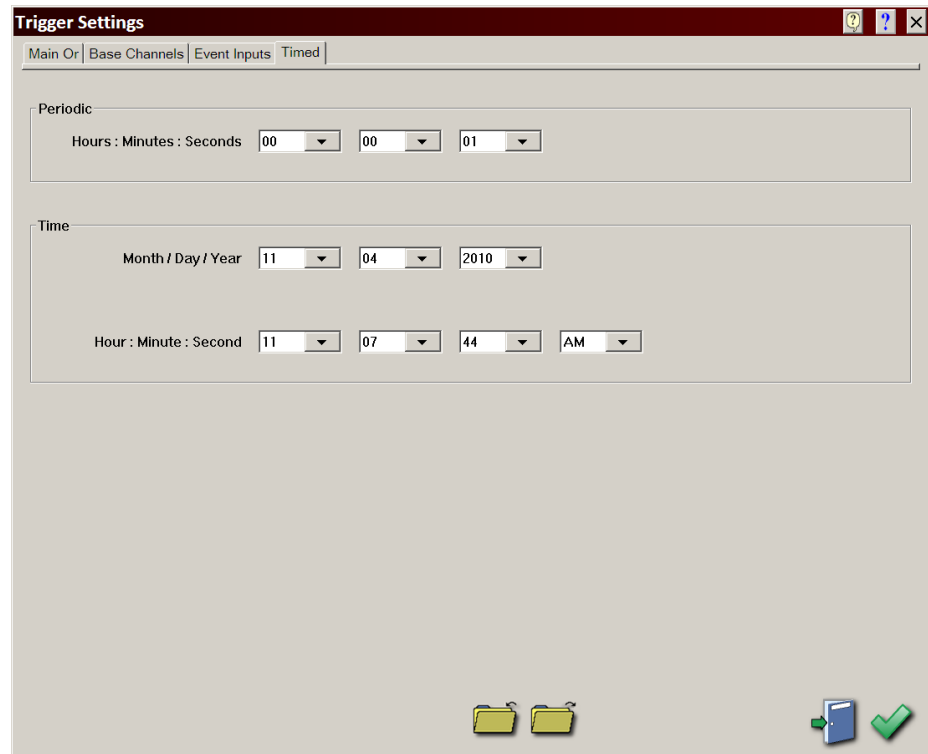 Trigger Settings
Main Or Base Channels Event Inputs Timed
Periodic
Hours : Minutes : Seconds 00 00 01
Time
Month / Day / Year 11 04 2010
Hour : Minute : Second 11 07 44 AM